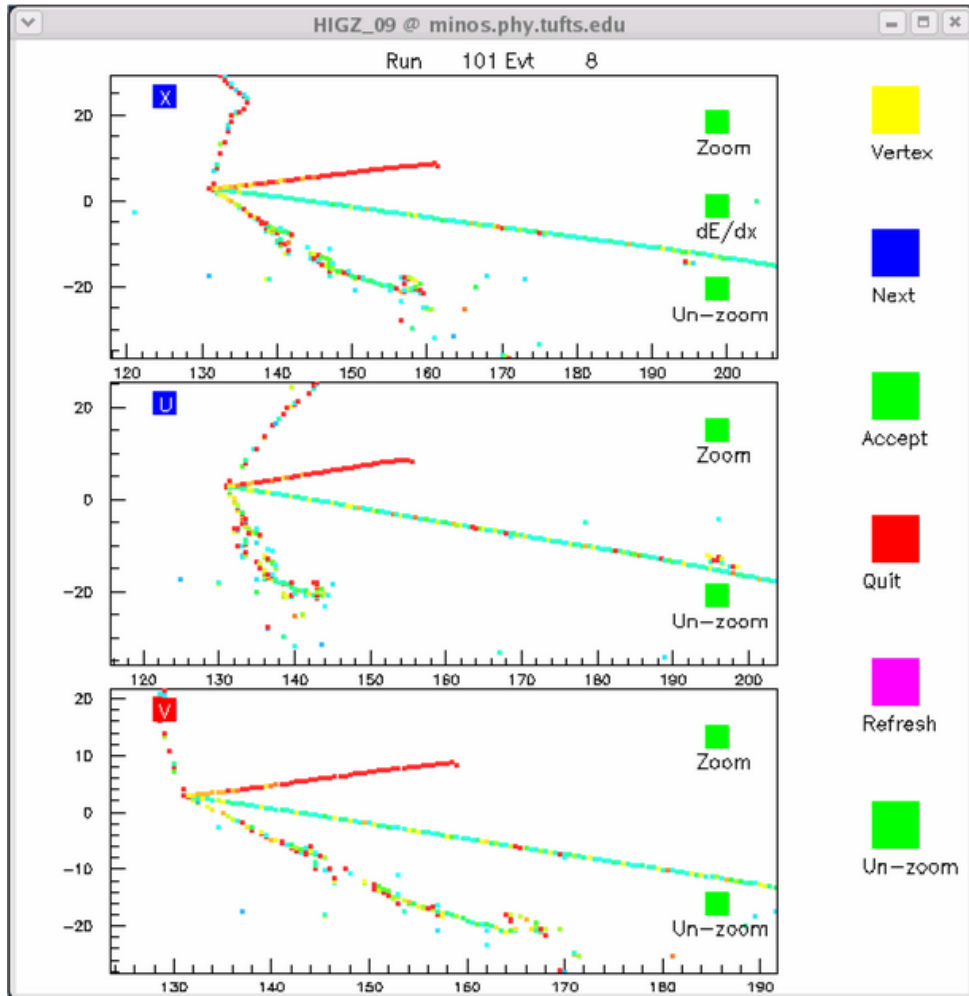 HIGZ_09 @ minos.phy.tufts.edu
Run 101 Evt 8
X
20
0
-20
Zoom
dE/dx
Un-zoom
120 130 140 150 160 170 180 190 200
U
20
0
-20
Zoom
Un-zoom
120 130 140 150 160 170 180 190 200
V
20
10
0
-10
-20
Zoom
Un-zoom
130 140 150 160 170 180 190
Vertex
Next
Accept
Quit
Refresh
Un-zoom